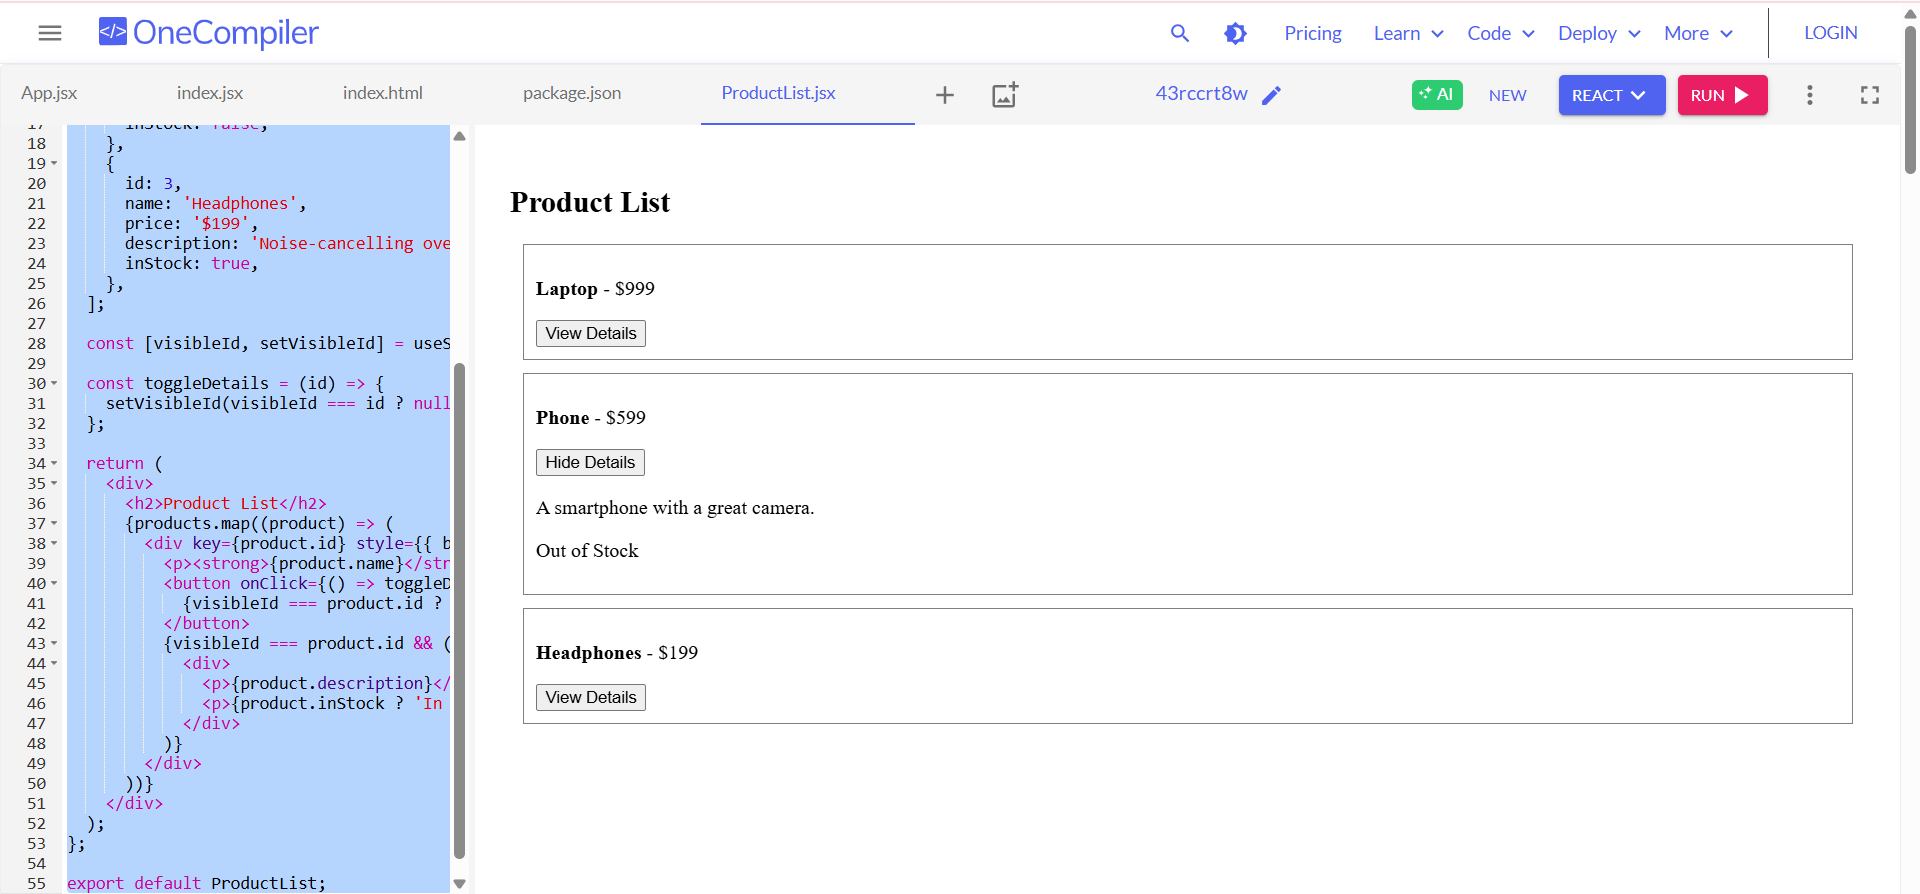 </> OneCompiler
Pricing Learn Code Deploy More LOGIN
App.jsx index.jsx index.html package.json ProductList.jsx
43rccrt8w AI NEW REACT RUN
17 inStock: false,
18 },
19 {
20 id: 3,
21 name: 'Headphones',
22 price: '$199',
23 description: 'Noise-cancelling ove
24 inStock: true,
25 },
26 ];
27
28 const [visibleId, setVisibleId] = useS
29
30 const toggleDetails = (id) => {
31 setVisibleId(visibleId === id ? null
32 };
33
34 return (
35 <div>
36 <h2>Product List</h2>
37 {products.map((product) => (
38 <div key={product.id} style={{ b
39 <p><strong>{product.name}</str
40 <button onClick={() => toggleD
41 {visibleId === product.id ?
42 </button>
43 {visibleId === product.id && (
44 <div>
45 <p>{product.description}</
46 <p>{product.inStock ? 'In
47 </div>
48 )}
49 </div>
50 ))}
51 </div>
52 );
53 };
54
55 export default ProductList;
Product List
Laptop - $999
View Details
Phone - $599
Hide Details
A smartphone with a great camera.
Out of Stock
Headphones - $199
View Details